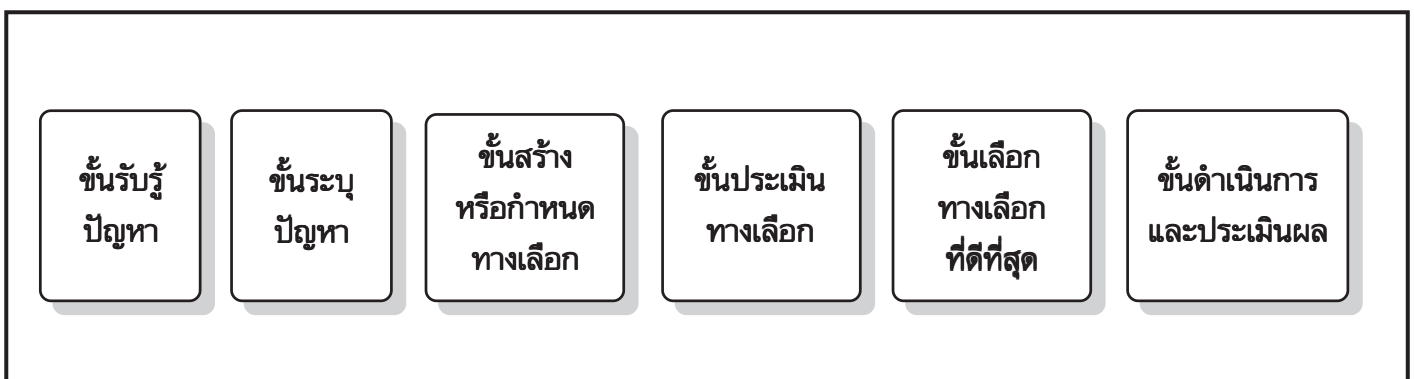 ขั้นรับรู้
ปัญหา
ขั้นระบุ
ปัญหา
ขั้นสร้าง
หรือกำหนด
ทางเลือก
ขั้นประเมิน
ทางเลือก
ขั้นเลือก
ทางเลือก
ที่ดีที่สุด
ขั้นดำเนินการ
และประเมินผล